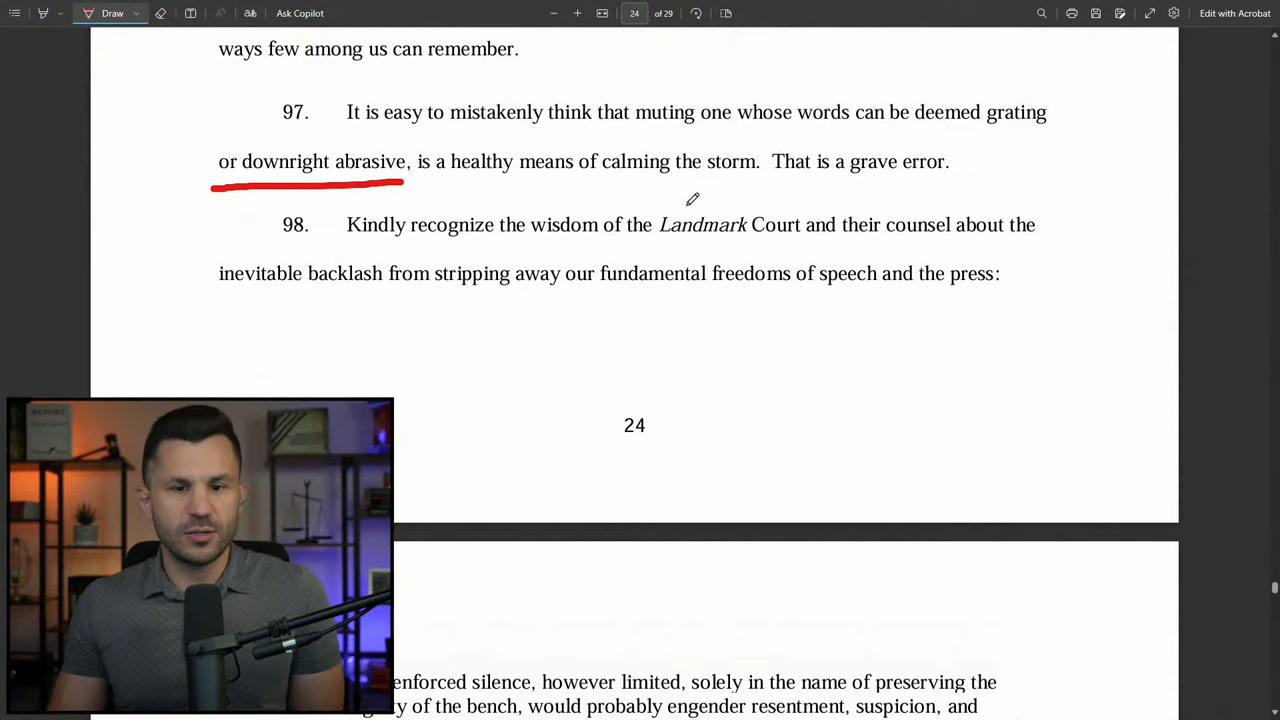 Draw
Ask Copilot
24 of 29
Edit with Acrobat
ways few among us can remember.
97. It is easy to mistakenly think that muting one whose words can be deemed grating
or downright abrasive, is a healthy means of calming the storm. That is a grave error.
98. Kindly recognize the wisdom of the Landmark Court and their counsel about the
inevitable backlash from stripping away our fundamental freedoms of speech and the press:
24
enforced silence, however limited, solely in the name of preserving the
of the bench, would probably engender resentment, suspicion, and